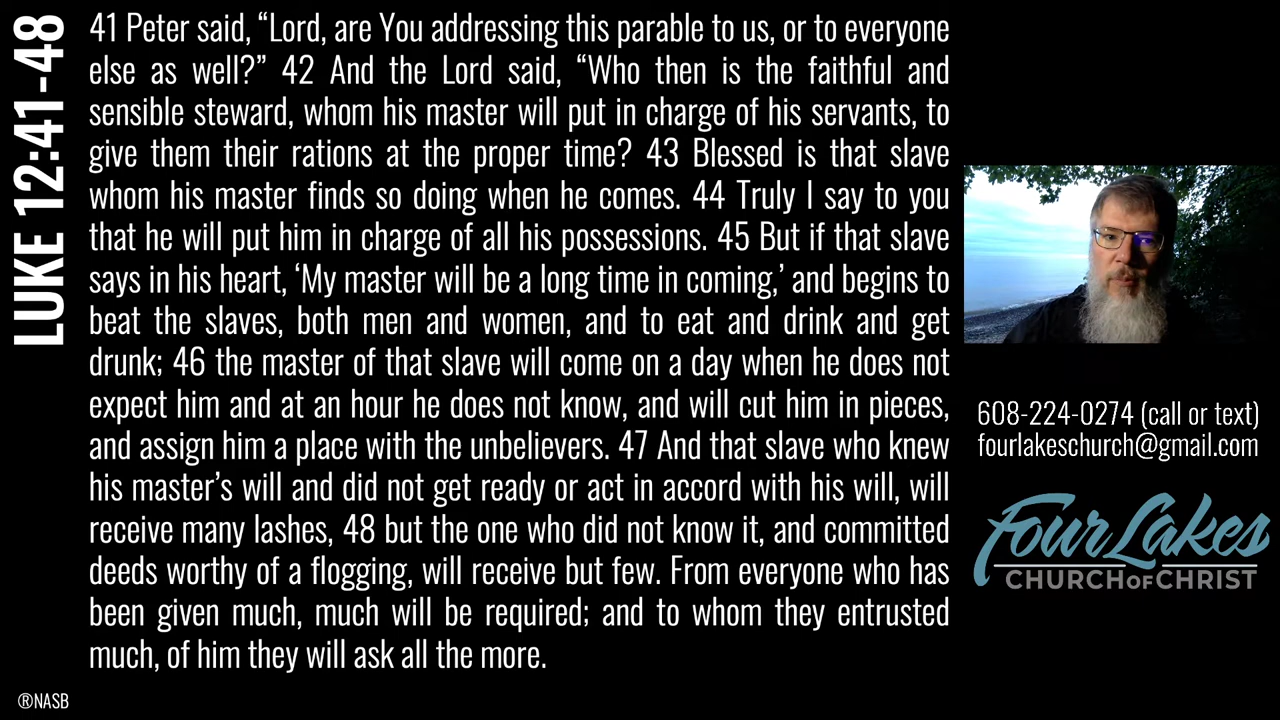 LUKE 12:41-48
41 Peter said, “Lord, are You addressing this parable to us, or to everyone
else as well?” 42 And the Lord said, “Who then is the faithful and
sensible steward, whom his master will put in charge of his servants, to
give them their rations at the proper time? 43 Blessed is that slave
whom his master finds so doing when he comes. 44 Truly I say to you
that he will put him in charge of all his possessions. 45 But if that slave
says in his heart, ‘My master will be a long time in coming,’ and begins to
beat the slaves, both men and women, and to eat and drink and get
drunk; 46 the master of that slave will come on a day when he does not
expect him and at an hour he does not know, and will cut him in pieces,
and assign him a place with the unbelievers. 47 And that slave who knew
his master’s will and did not get ready or act in accord with his will, will
receive many lashes, 48 but the one who did not know it, and committed
deeds worthy of a flogging, will receive but few. From everyone who has
been given much, much will be required; and to whom they entrusted
much, of him they will ask all the more.
®NASB
608-224-0274 (call or text)
fourlakeschurch@gmail.com
Four Lakes
CHURCH OF CHRIST